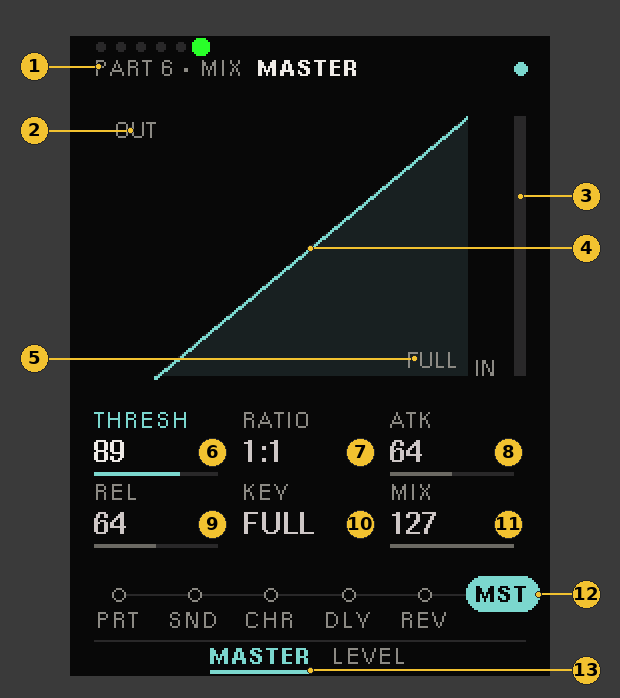 1 PART 6 · MIX MASTER
2 OUT
3
4
5 FULL IN
THRESH RATIO ATK
89 6 1:1 7 64 8
REL KEY MIX
64 9 FULL 10 127 11
MST 12
PRT SND CHR DLY REV
MASTER LEVEL 13